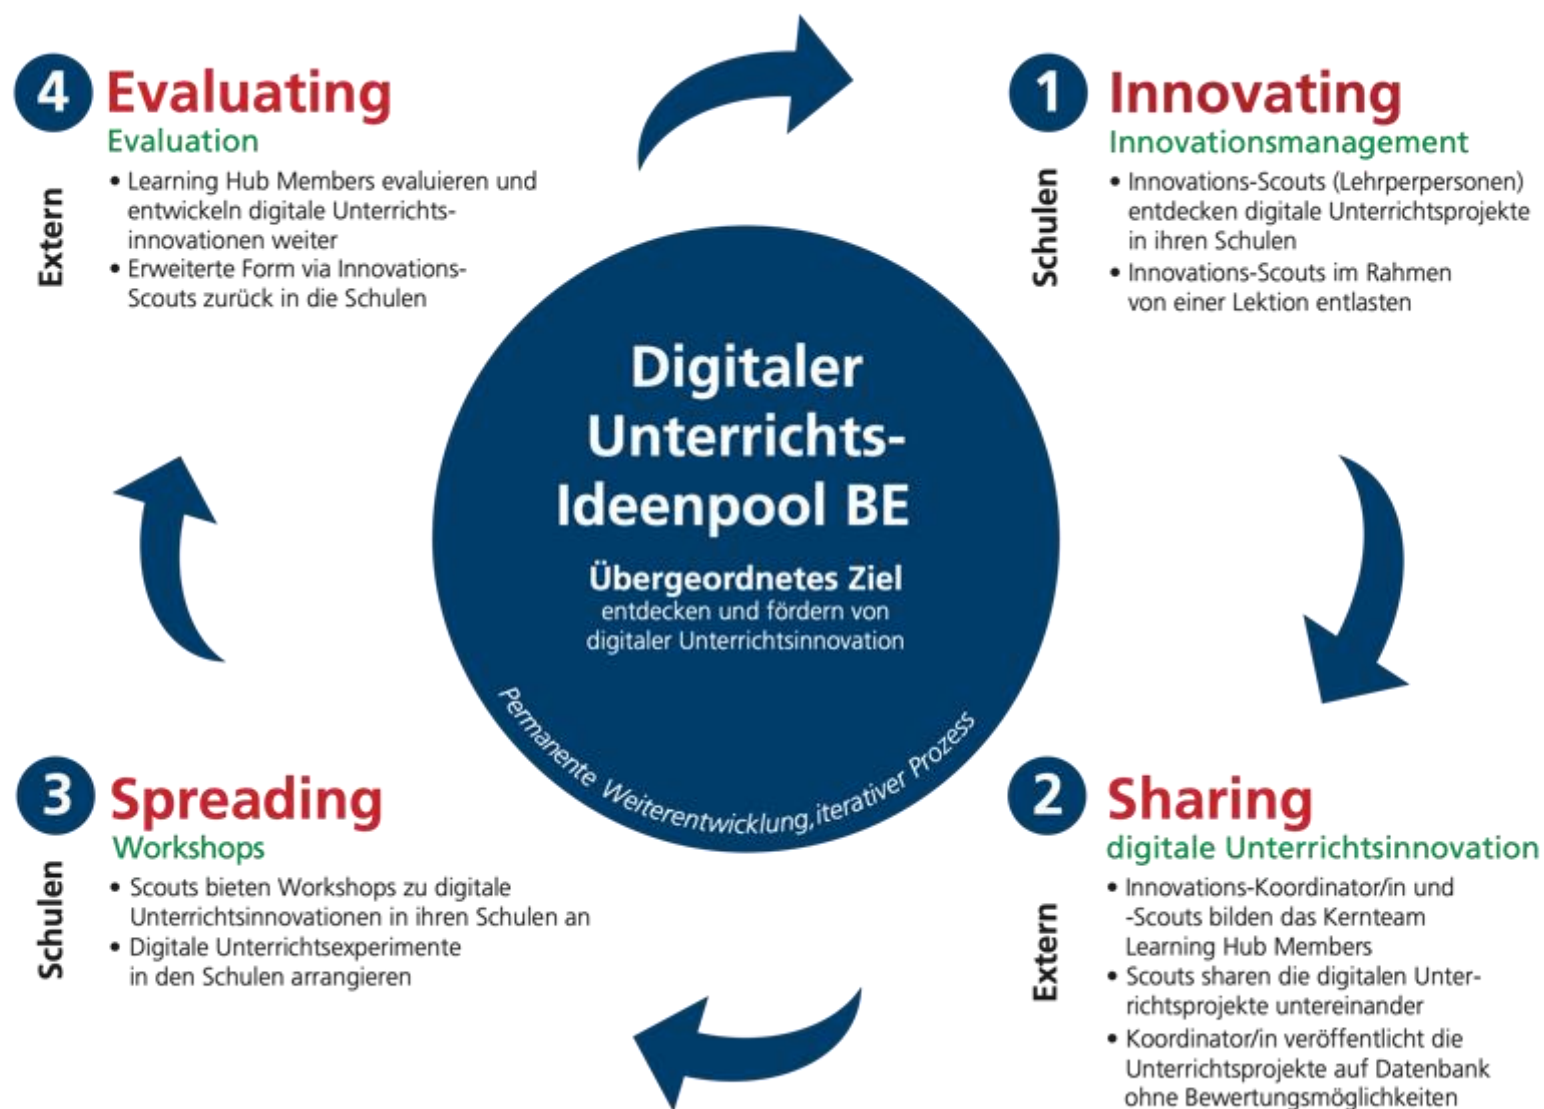 4 Evaluating
Evaluation
Extern
• Learning Hub Members evaluieren und
entwickeln digitale Unterrichts-
innovationen weiter
• Erweiterte Form via Innovations-
Scouts zurück in die Schulen
1 Innovating
Innovationsmanagement
Schulen
• Innovations-Scouts (Lehrperpersonen)
entdecken digitale Unterrichtsprojekte
in ihren Schulen
• Innovations-Scouts im Rahmen
von einer Lektion entlasten
Digitaler
Unterrichts-
Ideenpool BE
Übergeordnetes Ziel
entdecken und fördern von
digitaler Unterrichtsinnovation
Permanente Weiterentwicklung, iterativer Prozess
3 Spreading
Workshops
Schulen
• Scouts bieten Workshops zu digitale
Unterrichtsinnovationen in ihren Schulen an
• Digitale Unterrichtsexperimente
in den Schulen arrangieren
2 Sharing
digitale Unterrichtsinnovation
Extern
• Innovations-Koordinator/in und
-Scouts bilden das Kernteam
Learning Hub Members
• Scouts sharen die digitalen Unter-
richtsprojekte untereinander
• Koordinator/in veröffentlicht die
Unterrichtsprojekte auf Datenbank
ohne Bewertungsmöglichkeiten